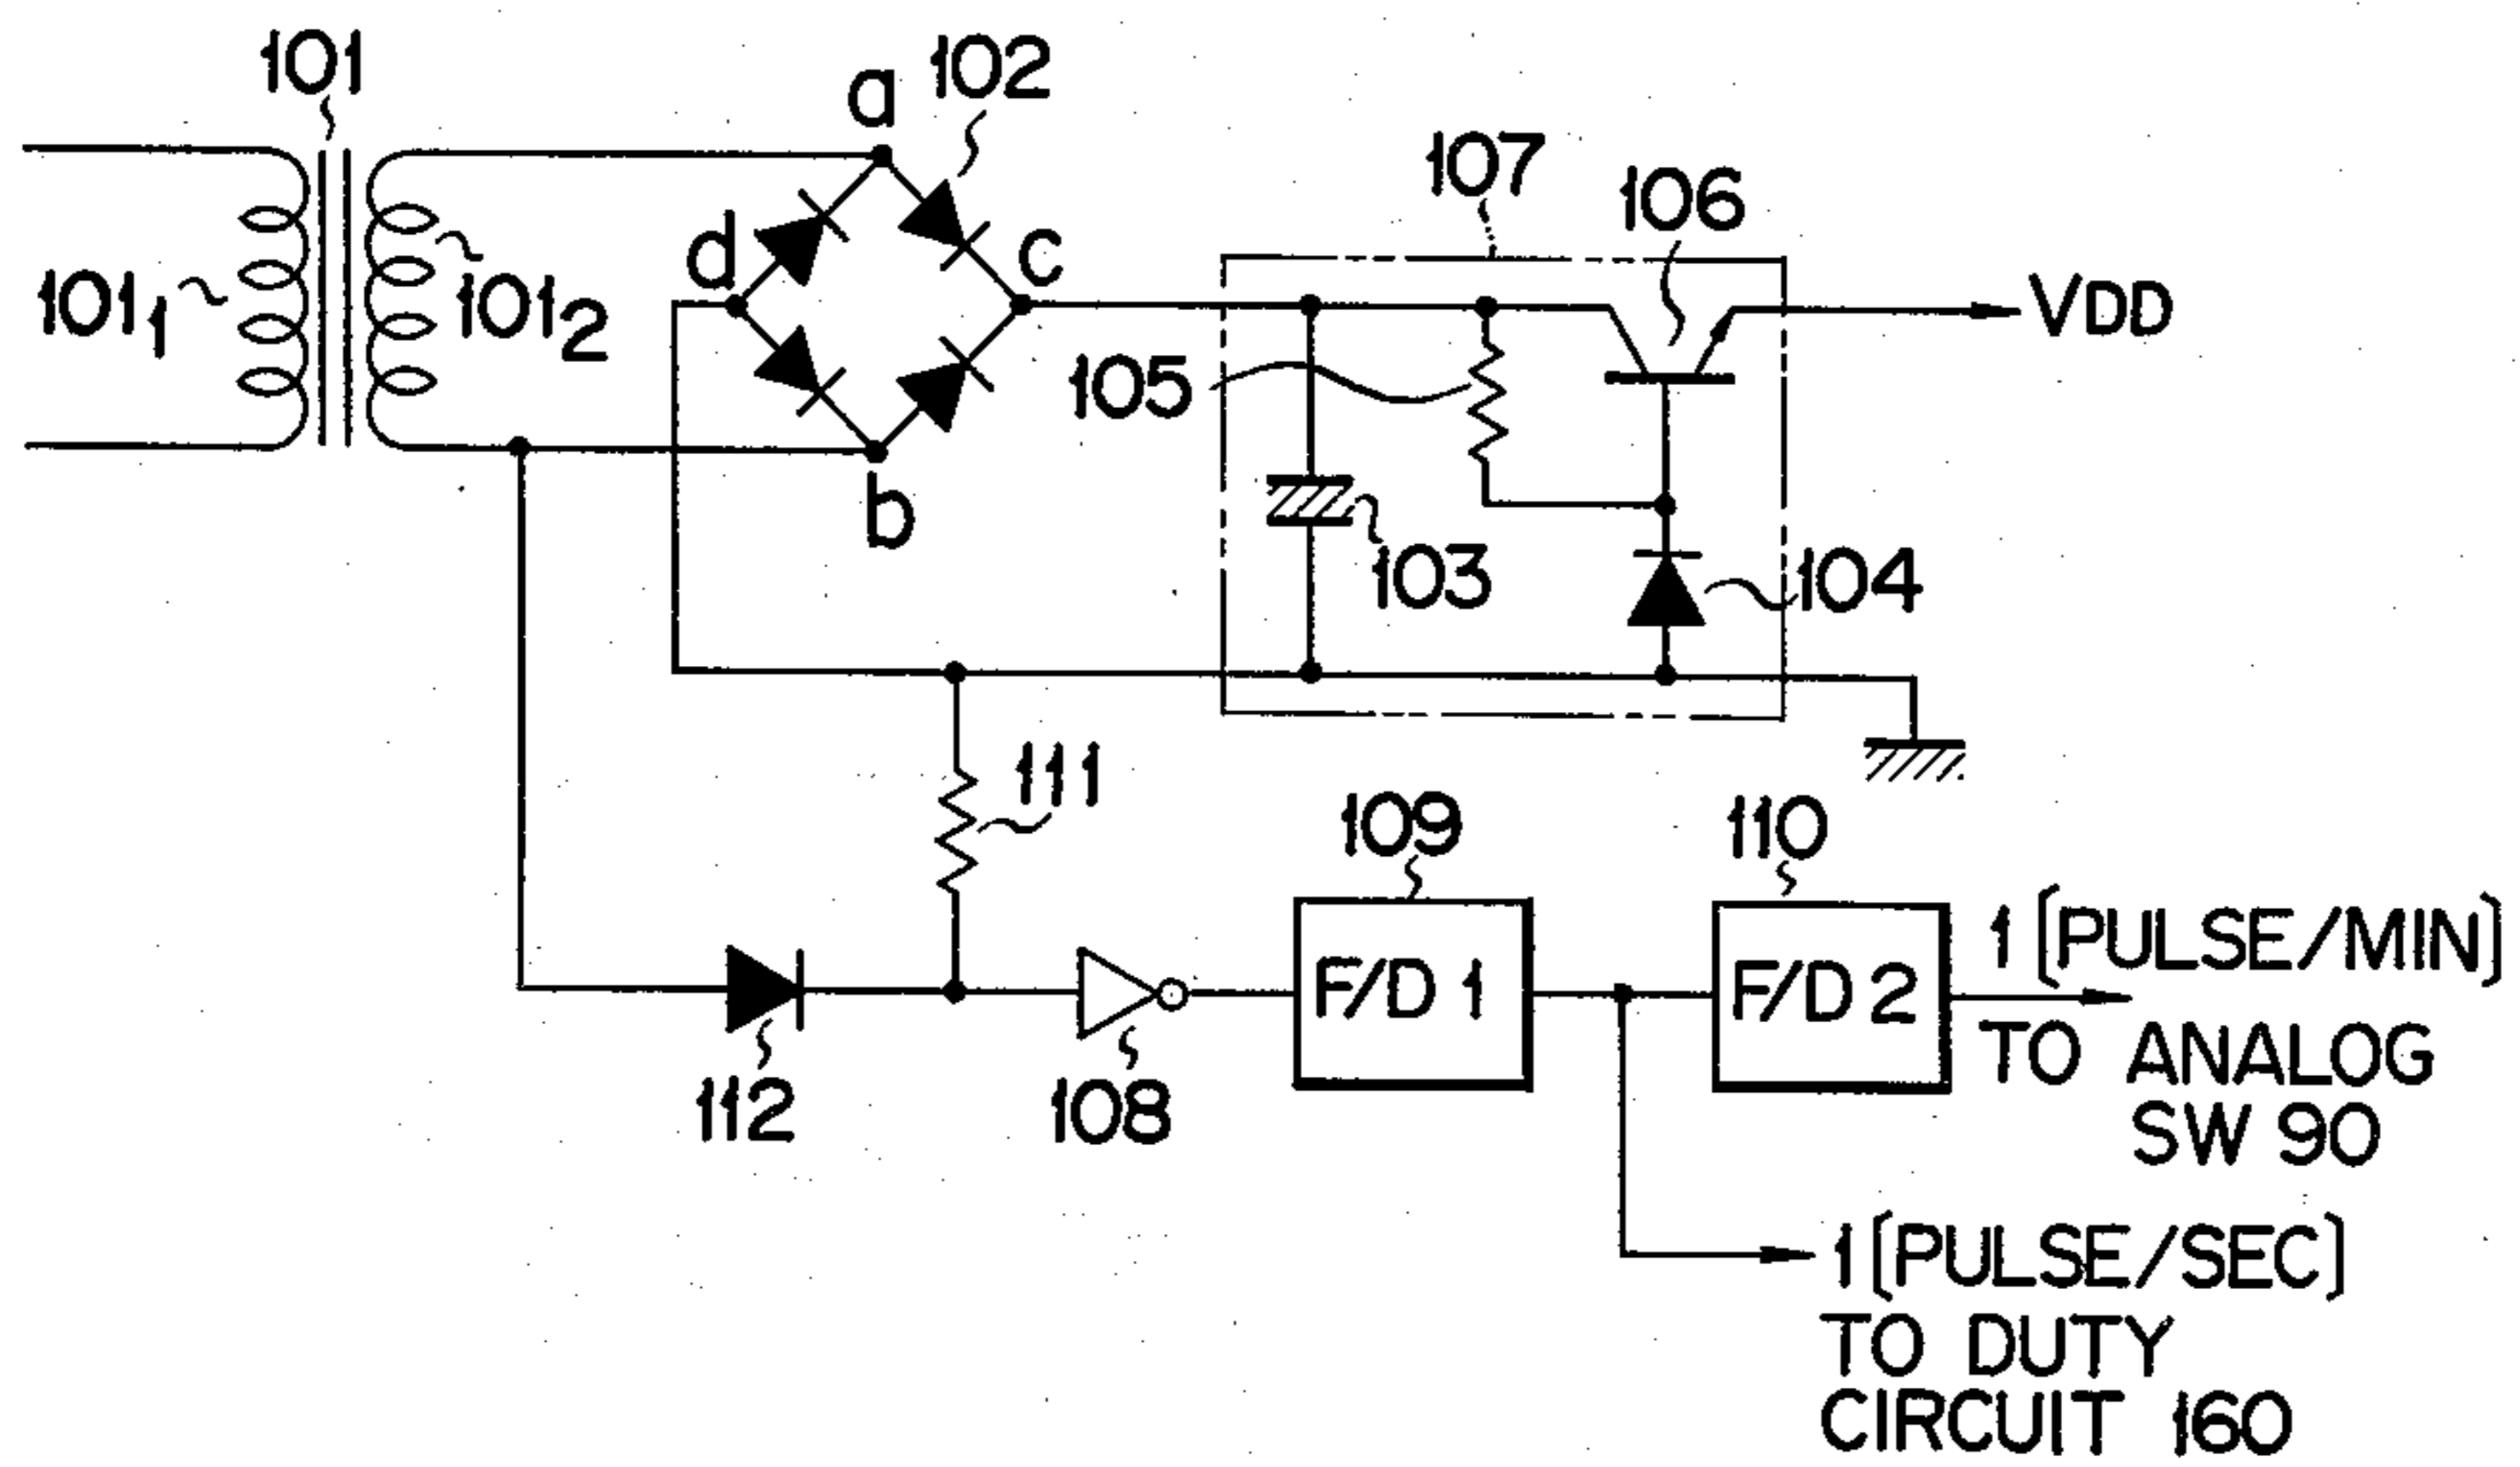 101
a
102
107
106
d
c
101₁
101₂
VDD
105
b
103
104
111
109
110
F/D 1
F/D 2
1 [PULSE/MIN]
TO ANALOG
SW 90
112
108
1 [PULSE/SEC]
TO DUTY
CIRCUIT 160